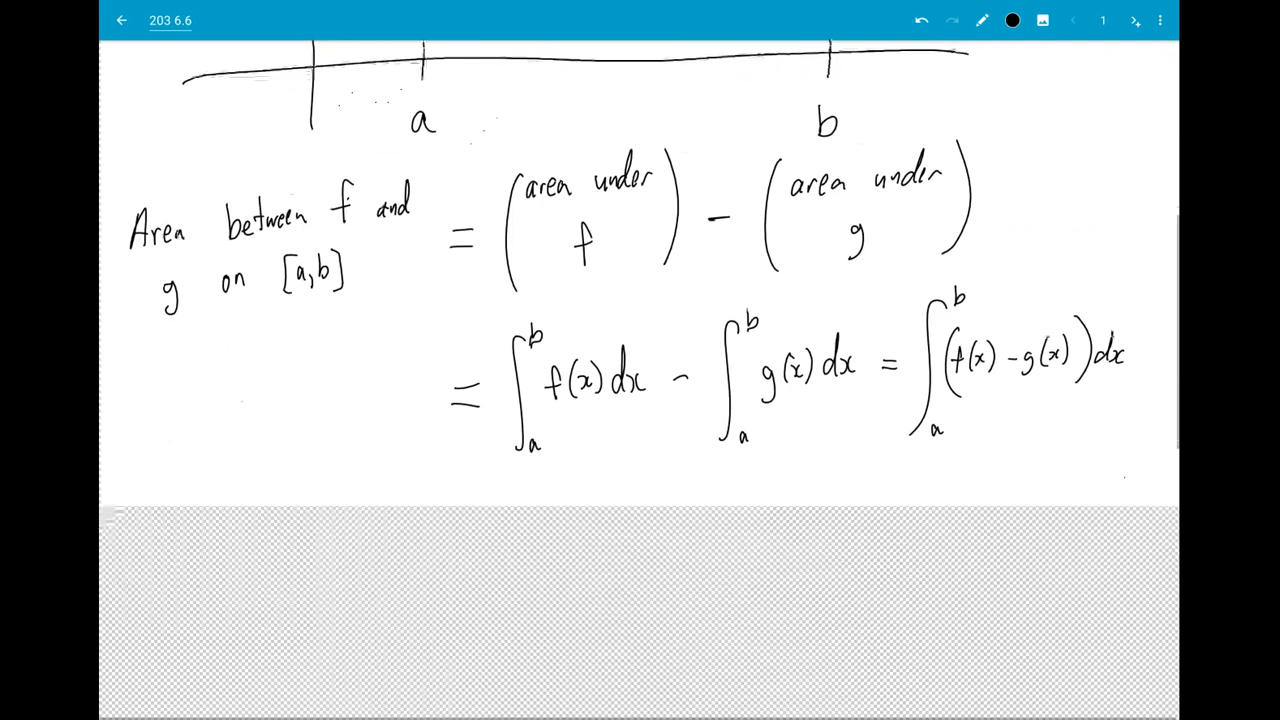 203 6.6
1
a b
Area between f and = (area under f) - (area under g)
g on [a,b]
= ∫_a^b f(x) dx - ∫_a^b g(x) dx = ∫_a^b (f(x) - g(x)) dx